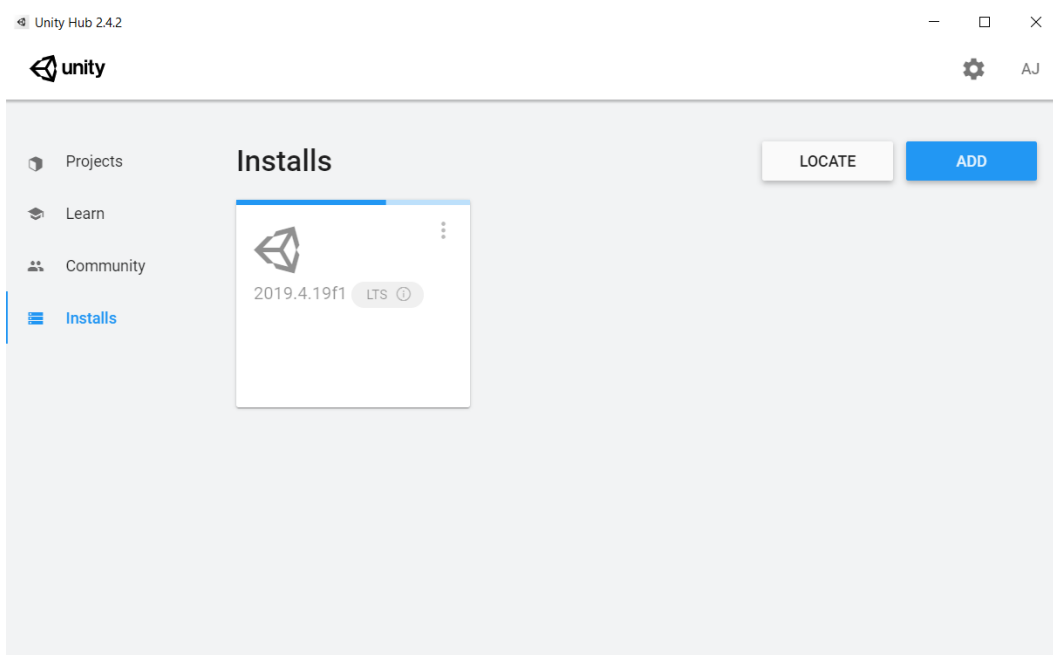 Unity Hub 2.4.2
unity
AJ
Projects
Learn
Community
Installs
Installs
LOCATE
ADD
2019.4.19f1 LTS